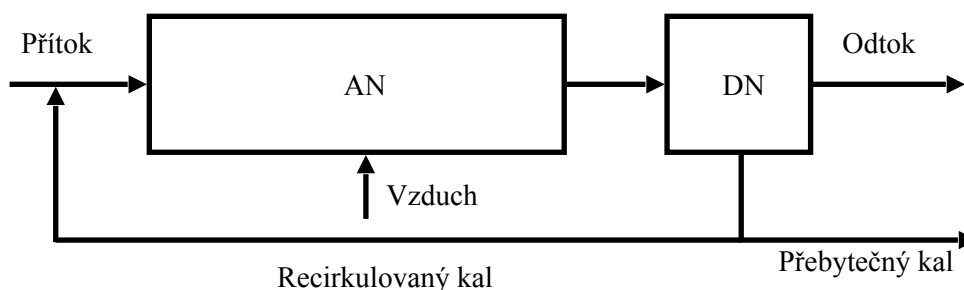 Přítok
Odtok
AN
DN
Vzduch
Přebytečný kal
Recirkulovaný kal